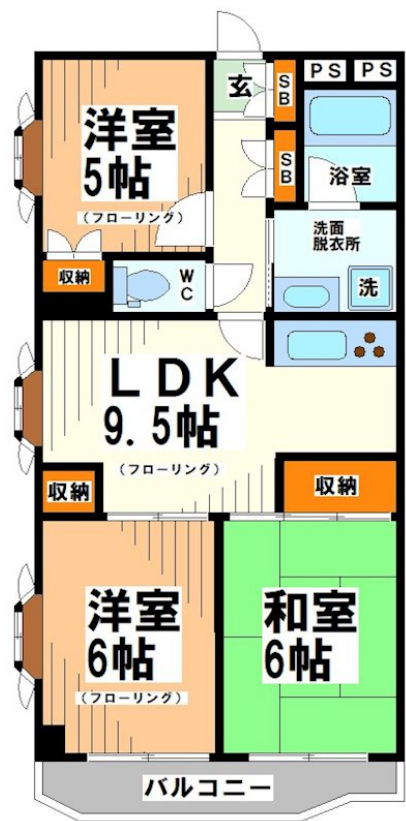 玄
SB
PS PS
洋室
5帖
(フローリング)
SB
浴室
洗面
脱衣所
収納
WC
洗
LDK
9.5帖
(フローリング)
収納
収納
洋室
6帖
(フローリング)
和室
6帖
バルコニー